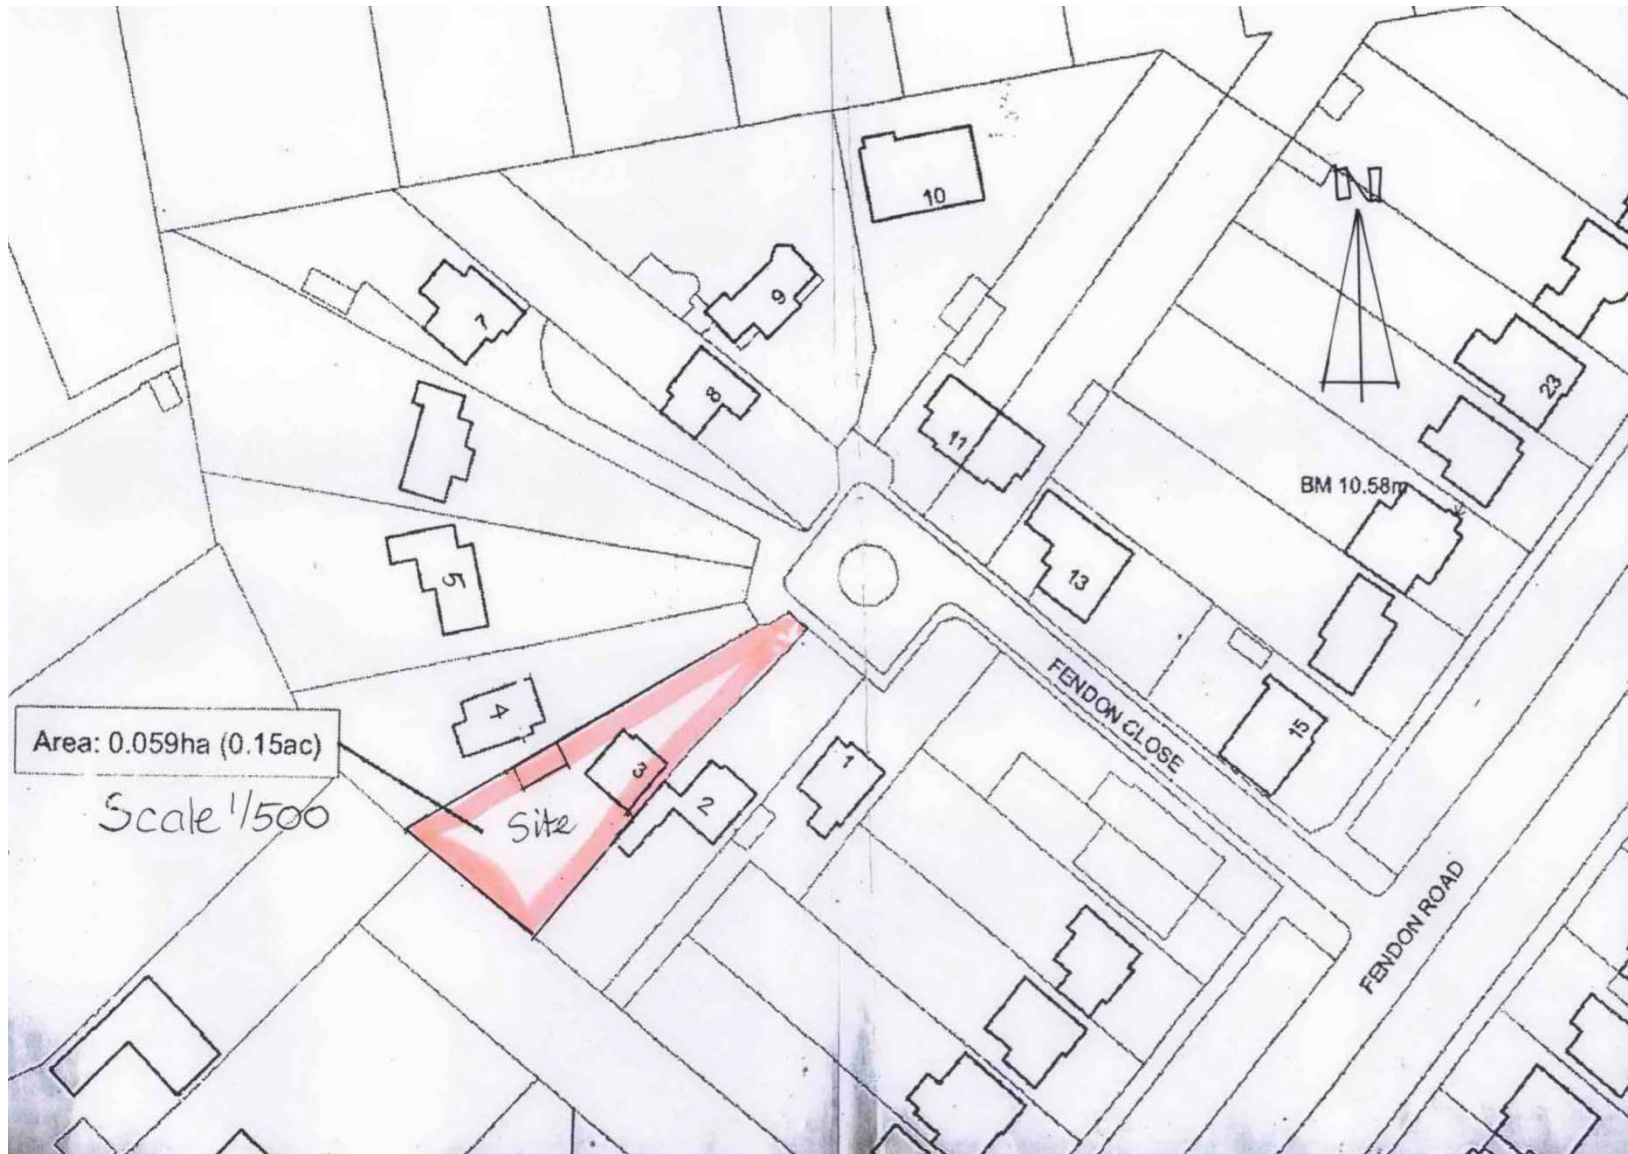 10
N
9
7
8
23
11
BM 10.58m
13
5
FENDON CLOSE
4
15
Area: 0.059ha (0.15ac)
3
1
2
Scale 1/500
Site
FENDON ROAD